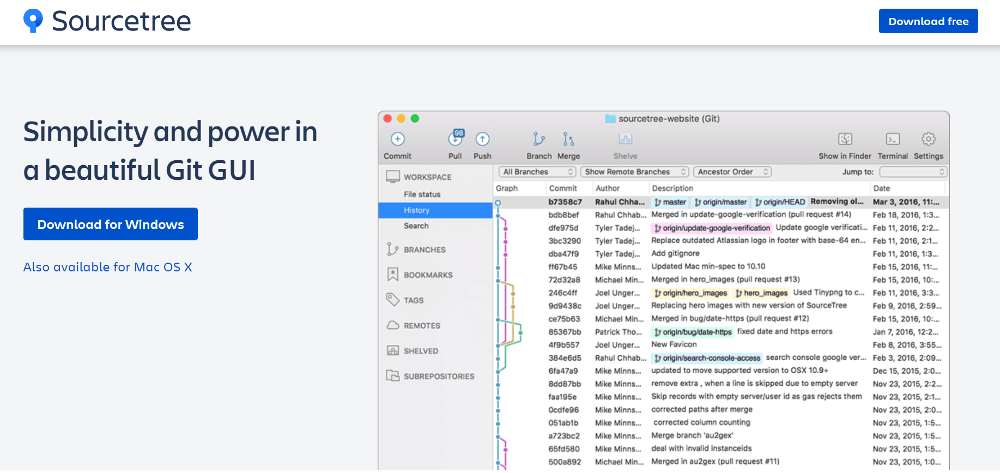 Sourcetree
Download free
Simplicity and power in
a beautiful Git GUI
Download for Windows
Also available for Mac OS X
sourcetree-website (Git)
98
Commit Pull Push Branch Merge Shelve Show in Finder Terminal Settings
WORKSPACE
File status
History
Search
BRANCHES
BOOKMARKS
TAGS
REMOTES
SHELVED
SUBREPOSITORIES
All Branches Show Remote Branches Ancestor Order Jump to:
Graph Commit Author Description Date
b7358c7 Rahul Chha... master origin/master origin/HEAD Removing ol... Mar 3, 2016, 11:...
bdb8bef Rahul Chhab... Merged in update-google-verification (pull request #14) Feb 18, 2016, 1:3...
dfe975d Tyler Tadej... origin/update-google-verification Update google verificati... Feb 11, 2016, 2:2...
3bc3290 Tyler Tadej... Replace outdated Atlassian logo in footer with base-64 en... Feb 11, 2016, 2:1...
dba47f9 Tyler Tadej... Add gitignore Feb 11, 2016, 1:3...
ff67b45 Mike Minns... Updated Mac min-spec to 10.10 Feb 15, 2016, 11:...
72d32a8 Michael Min... Merged in hero_images (pull request #13) Feb 15, 2016, 10:...
246c4ff Joel Unger... origin/hero_images hero_images Used Tinypng to c... Feb 11, 2016, 3:3...
9d9438c Joel Unger... Replacing hero images with new version of SourceTree Feb 9, 2016, 2:59...
ce75b63 Michael Min... Merged in bug/date-https (pull request #12) Feb 15, 2016, 10:...
85367bb Patrick Tho... origin/bug/date-https fixed date and https errors Jan 7, 2016, 12:2...
4f9b557 Joel Unger... New Favicon Feb 8, 2016, 3:55...
384e6d5 Rahul Chhab... origin/search-console-access search console google ver... Feb 3, 2016, 2:09...
6fa47a9 Mike Minns... updated to move supported version to OSX 10.9+ Dec 15, 2015, 2:0...
8dd87bb Mike Minns... remove extra , when a line is skipped due to empty server Nov 23, 2015, 2:2...
faa195e Mike Minns... Skip records with empty server/user id as gas rejects them Nov 23, 2015, 2:1...
0cdfe96 Mike Minns... corrected paths after merge Nov 23, 2015, 2:0...
051ab1b Mike Minns... corrected column counting Nov 23, 2015, 1:5...
a723bc2 Mike Minns... Merge branch 'au2gex' Nov 23, 2015, 1:5...
65fd580 Mike Minns... deal with invalid instanceids Nov 23, 2015, 1:5...
500a892 Michael Min... Merged in au2gex (pull request #11) Nov 23, 2015, 1:0...